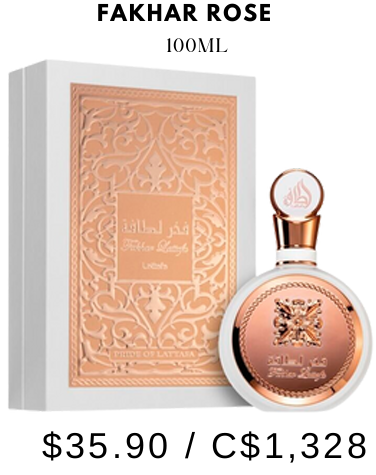 FAKHAR ROSE
100ML
فخر لطافة
Fakhar Lattafa
Lattafa
PRIDE OF LATTAFA
لطافة
فخر لطافة
Fakhar Lattafa
$35.90 / C$1,328